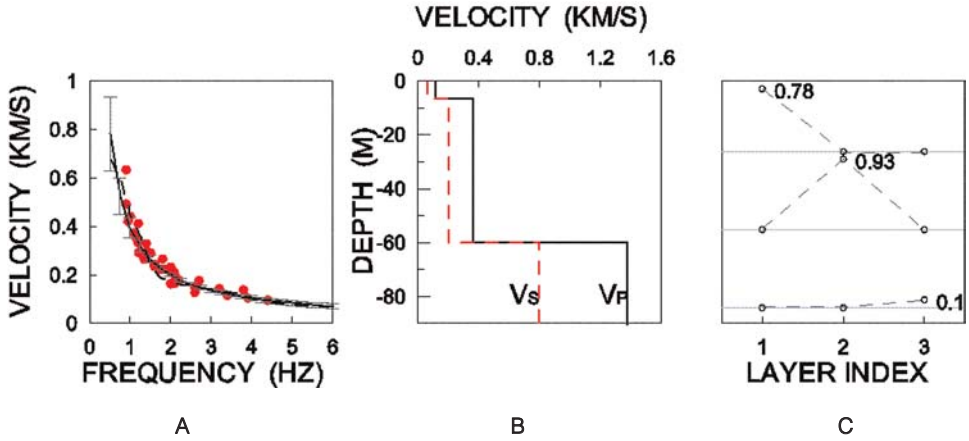 VELOCITY (KM/S)
0 0.4 0.8 1.2 1.6
1
0.8
0.6
0.4
0.2
0
VELOCITY (KM/S)
0 1 2 3 4 5 6
FREQUENCY (HZ)
0
-20
-40
-60
-80
DEPTH (M)
VS
VP
0.78
0.93
0.1
1 2 3
LAYER INDEX
A
B
C